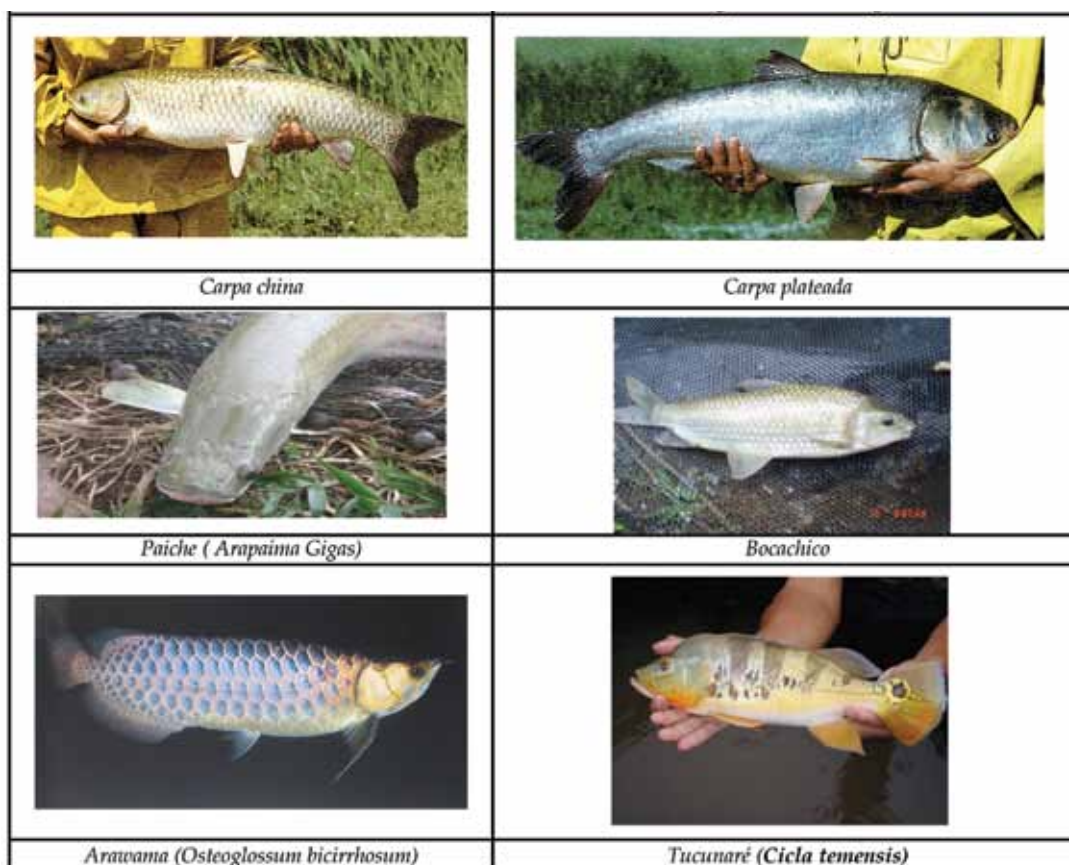 Carpa china
Carpa plateada
Paiche ( Arapaima Gigas)
Bocachico
Arawama (Osteoglossum bicirrhosum)
Tucunaré (Cicla temensis)